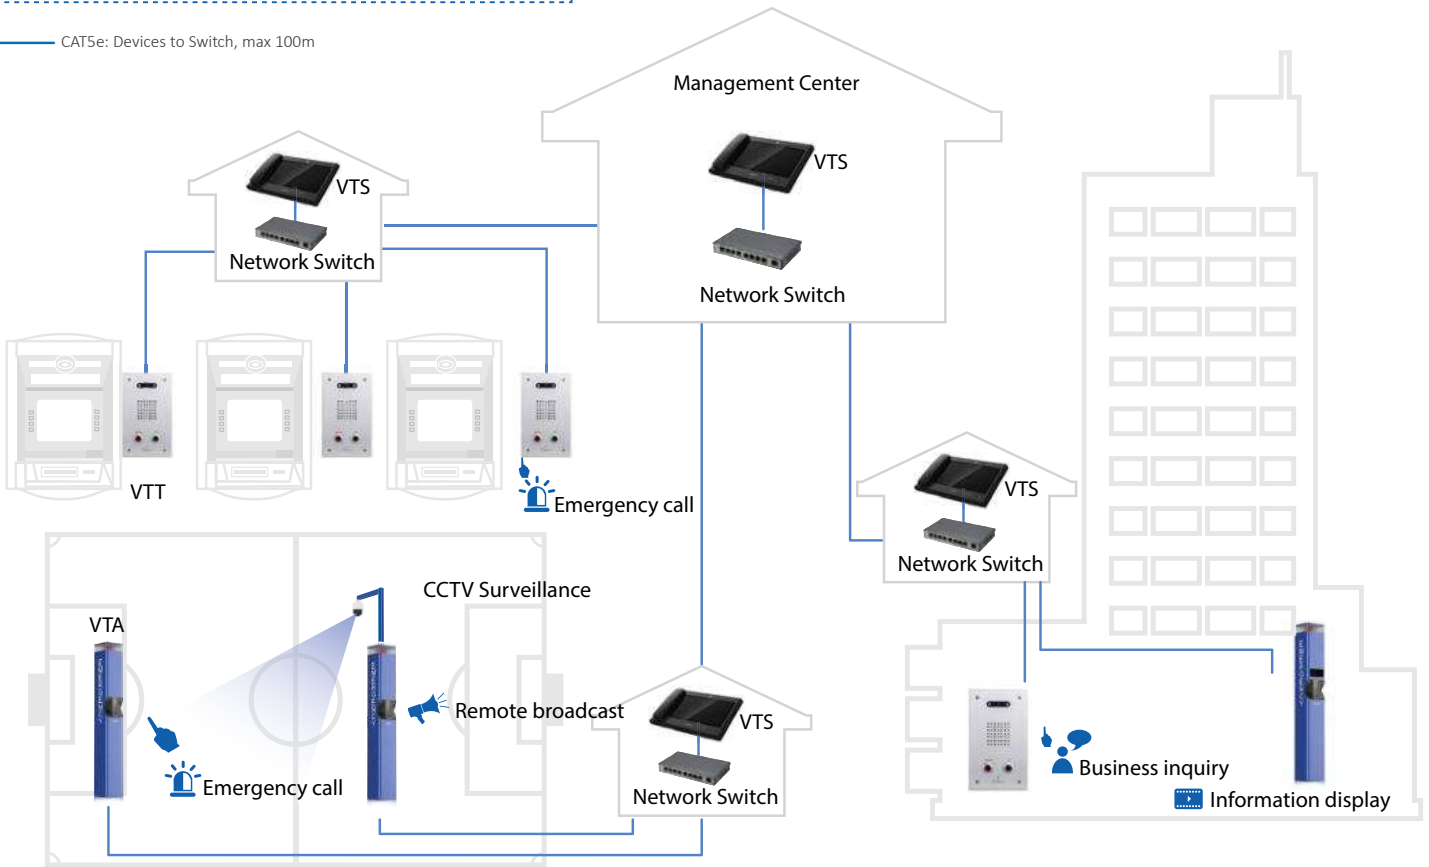 CAT5e: Devices to Switch, max 100m
Management Center
VTS
Network Switch
VTS
Network Switch
VTT
Emergency call
VTS
Network Switch
CCTV Surveillance
VTA
Remote broadcast
Emergency call
VTS
Network Switch
Business inquiry
Information display